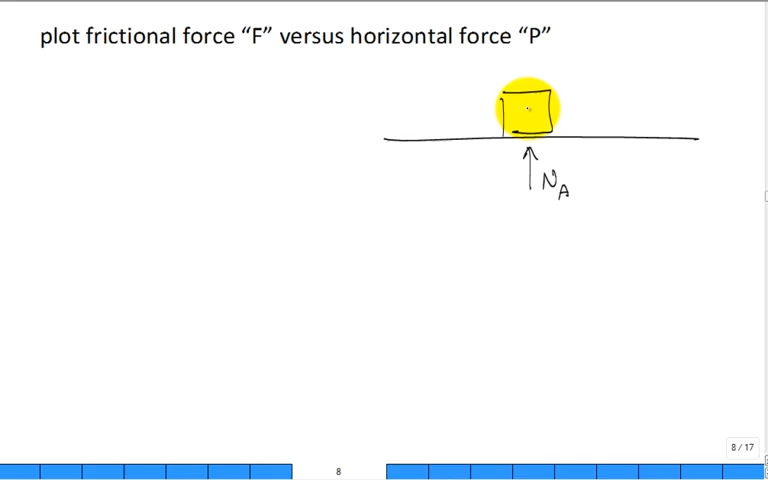 plot frictional force “F” versus horizontal force “P”
N_A
8 / 17
8